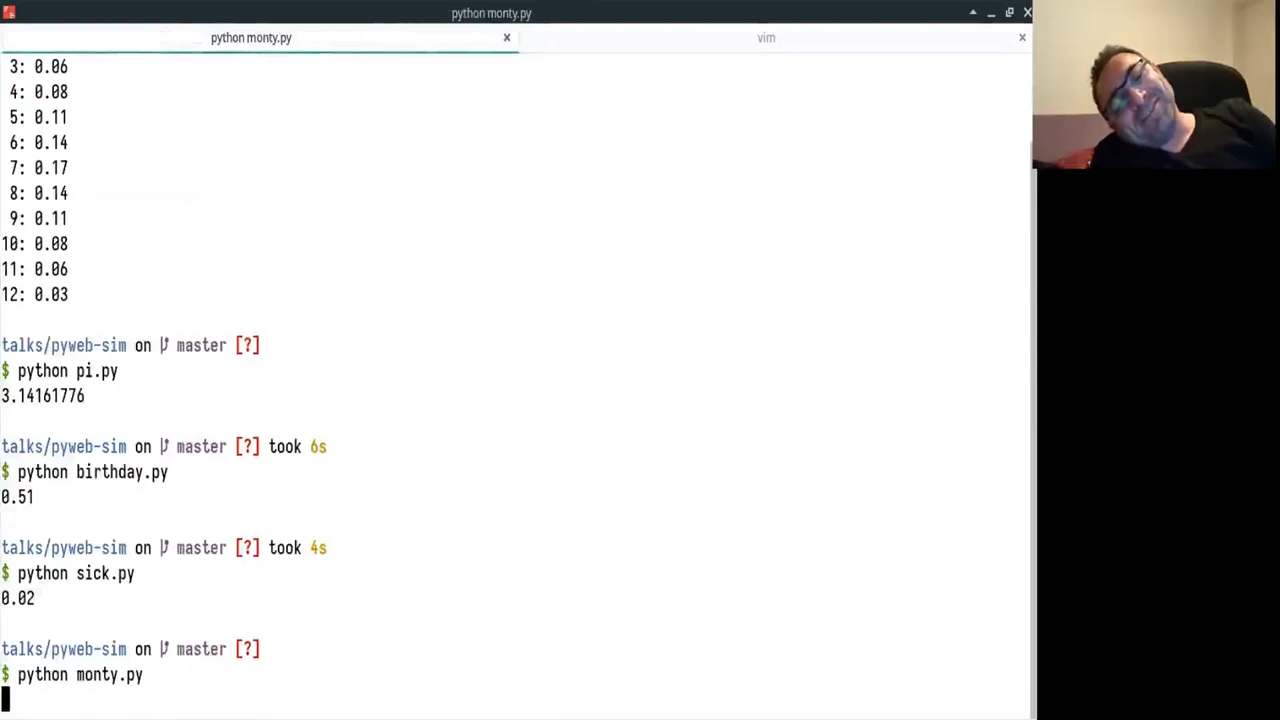 python monty.py
python monty.py
vim
3: 0.06
4: 0.08
5: 0.11
6: 0.14
7: 0.17
8: 0.14
9: 0.11
10: 0.08
11: 0.06
12: 0.03
talks/pyweb-sim on master [?]
$ python pi.py
3.14161776
talks/pyweb-sim on master [?] took 6s
$ python birthday.py
0.51
talks/pyweb-sim on master [?] took 4s
$ python sick.py
0.02
talks/pyweb-sim on master [?]
$ python monty.py